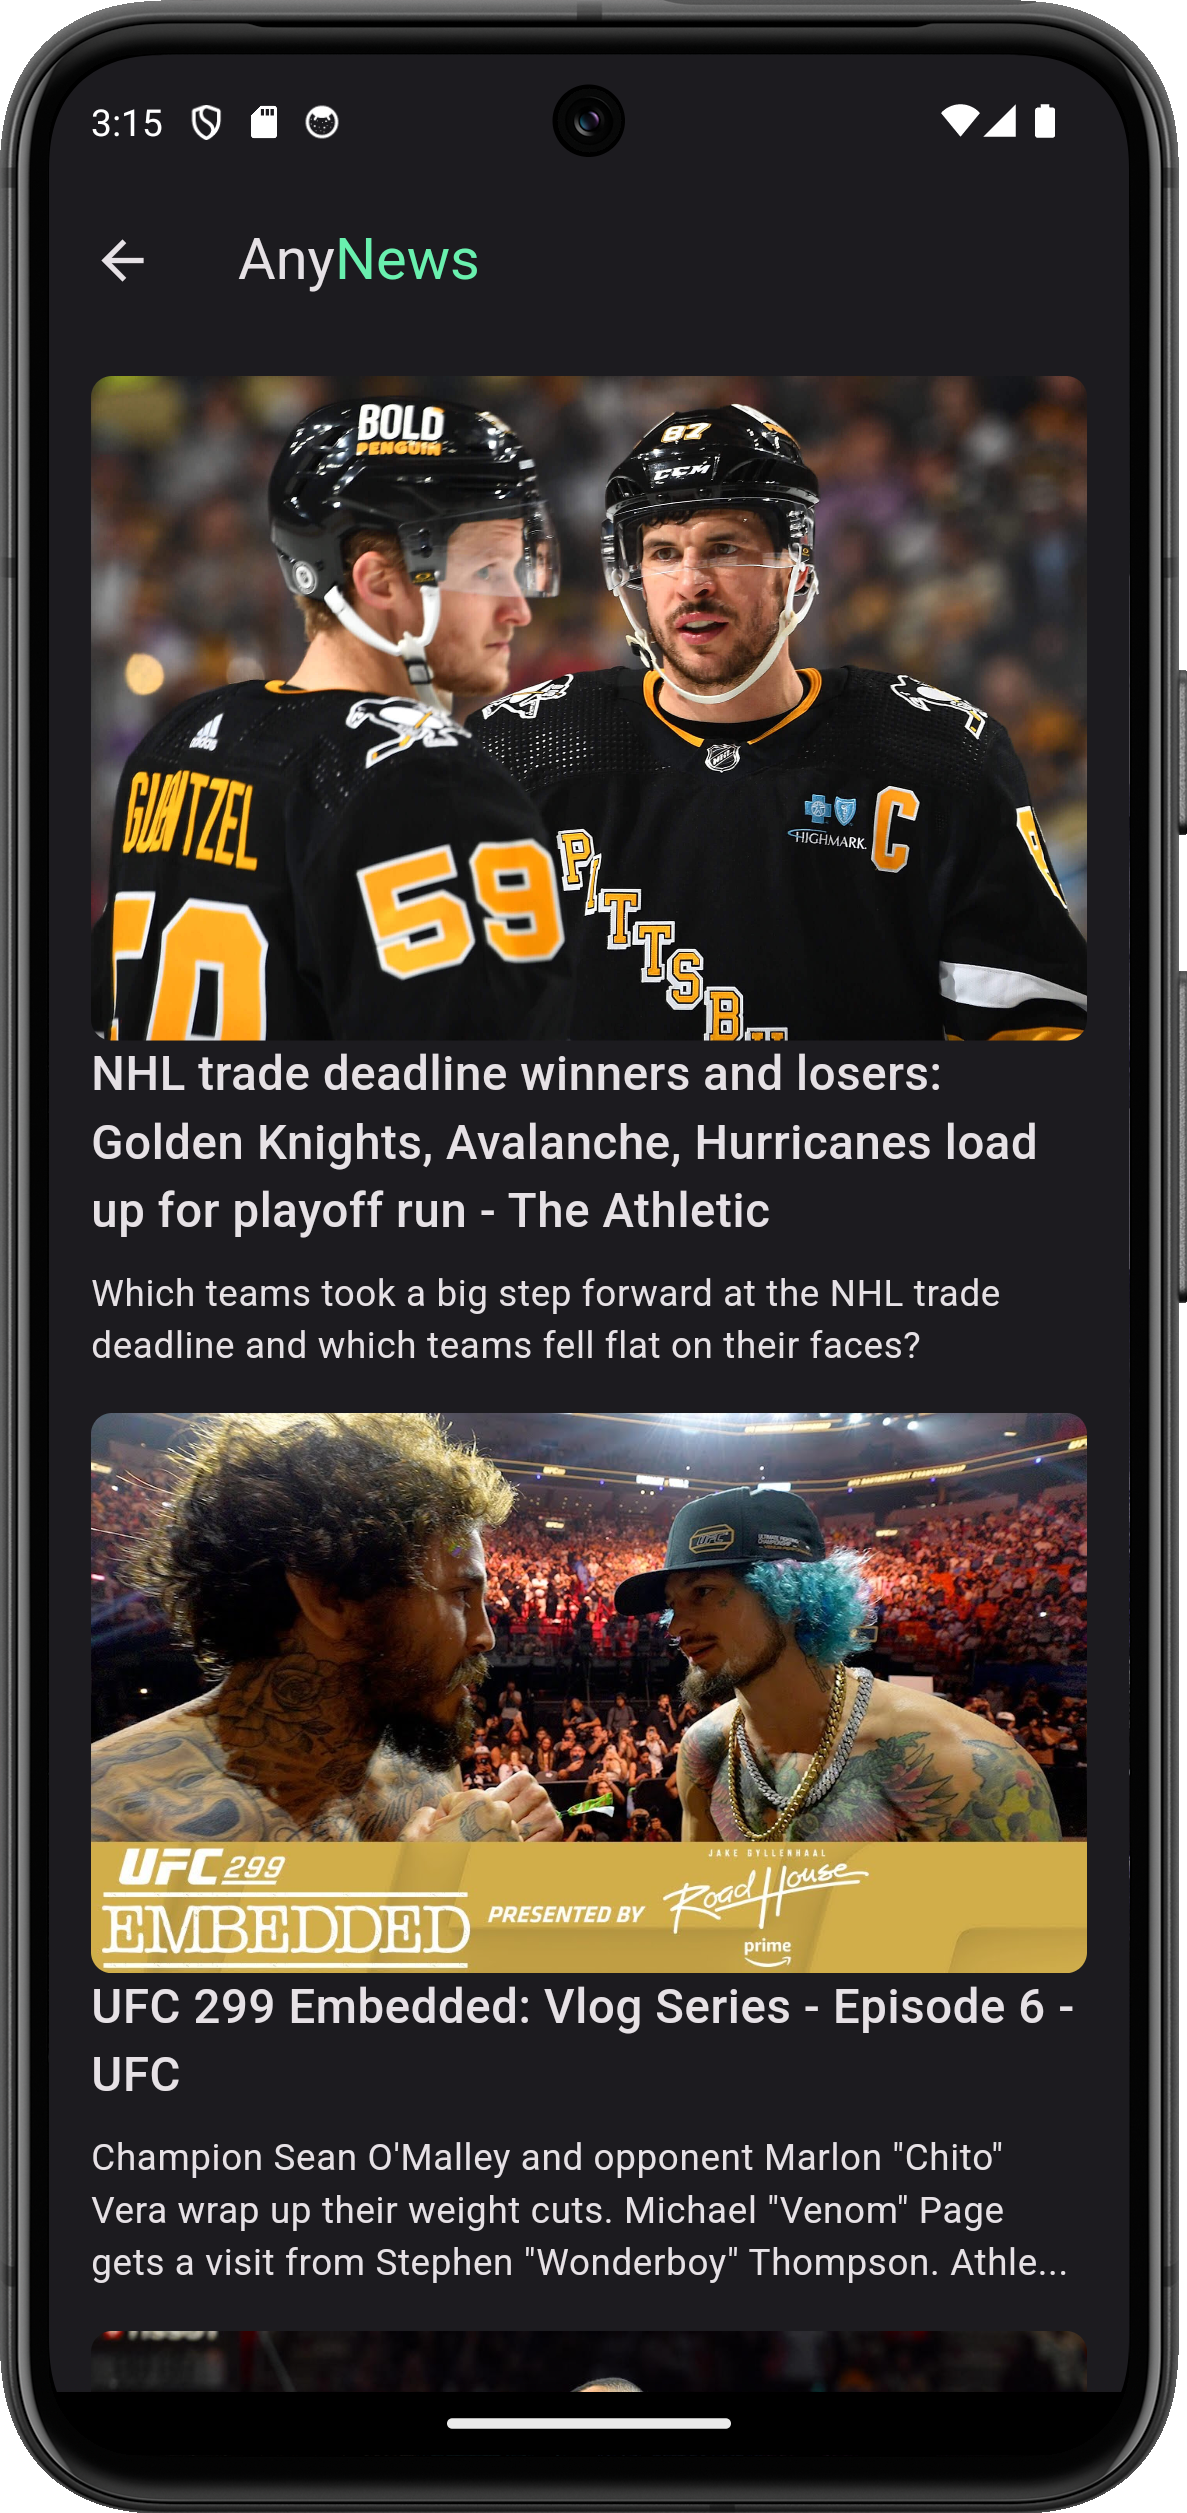 3:15
AnyNews
BOLD
PENGUIN
87
CCM
adidas
GUENTZEL
59
NHL
HIGHMARK.
C
PITTSBU
NHL trade deadline winners and losers:
Golden Knights, Avalanche, Hurricanes load
up for playoff run - The Athletic
Which teams took a big step forward at the NHL trade
deadline and which teams fell flat on their faces?
UFC
UFC 299
EMBEDDED
PRESENTED BY
JAKE GYLLENHAAL
Road House
prime
UFC 299 Embedded: Vlog Series - Episode 6 -
UFC
Champion Sean O'Malley and opponent Marlon "Chito"
Vera wrap up their weight cuts. Michael "Venom" Page
gets a visit from Stephen "Wonderboy" Thompson. Athle...